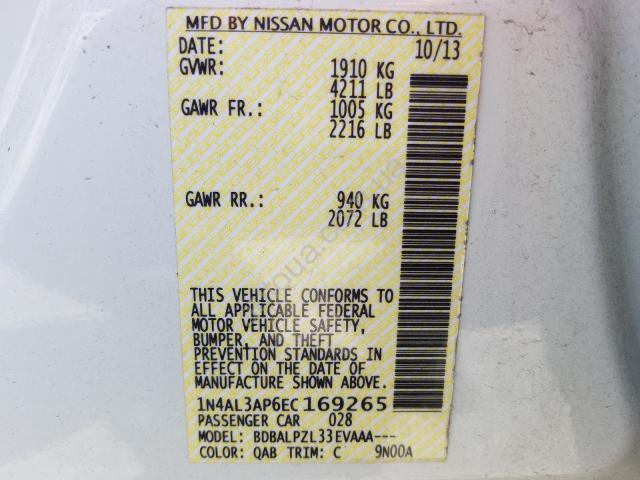 MFD BY NISSAN MOTOR CO., LTD.
DATE: 10/13
GVWR: 1910 KG
4211 LB
GAWR FR.: 1005 KG
2216 LB
GAWR RR.: 940 KG
2072 LB
THIS VEHICLE CONFORMS TO
ALL APPLICABLE FEDERAL
MOTOR VEHICLE SAFETY,
BUMPER, AND THEFT
PREVENTION STANDARDS IN
EFFECT ON THE DATE OF
MANUFACTURE SHOWN ABOVE.
1N4AL3AP6EC169265
PASSENGER CAR 028
MODEL: BDBALPZL33EVAAA---
COLOR: QAB TRIM: C 9N00A